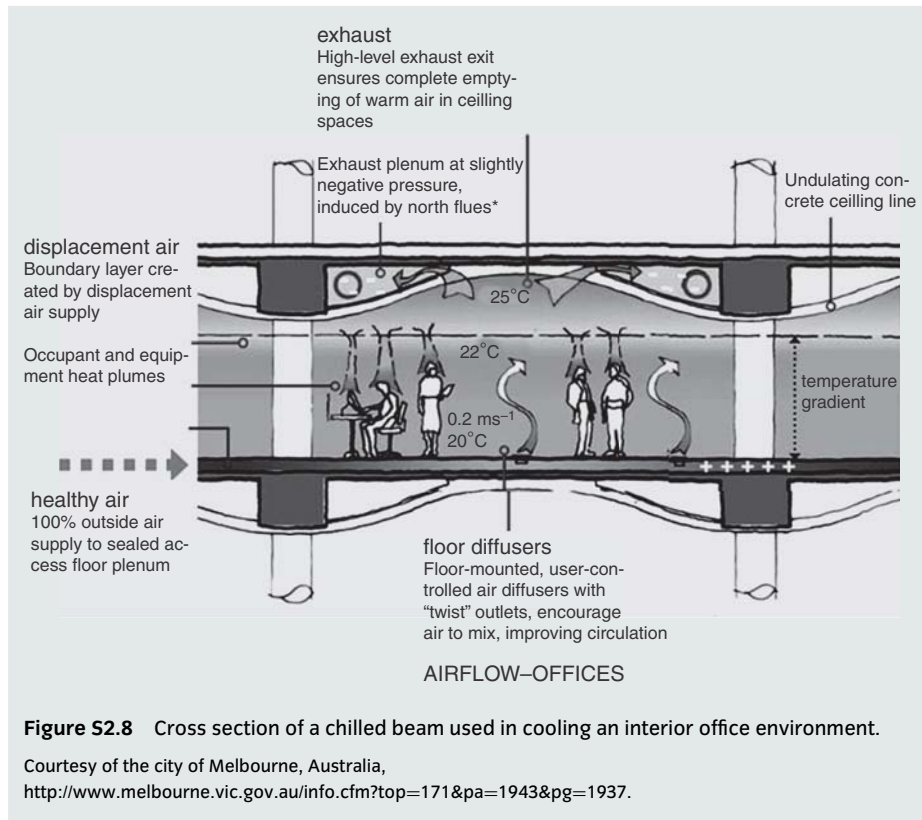 exhaust
High-level exhaust exit
ensures complete empty-
ing of warm air in ceilling
spaces
Exhaust plenum at slightly
negative pressure,
induced by north flues*
Undulating con-
crete ceilling line
displacement air
Boundary layer cre-
ated by displacement
air supply
25°C
Occupant and equip-
ment heat plumes
22°C
temperature
gradient
0.2 ms⁻¹
20°C
+ + + + +
healthy air
100% outside air
supply to sealed ac-
cess floor plenum
floor diffusers
Floor-mounted, user-con-
trolled air diffusers with
“twist” outlets, encourage
air to mix, improving circulation
AIRFLOW–OFFICES
Figure S2.8 Cross section of a chilled beam used in cooling an interior office environment.
Courtesy of the city of Melbourne, Australia,
http://www.melbourne.vic.gov.au/info.cfm?top=171&pa=1943&pg=1937.